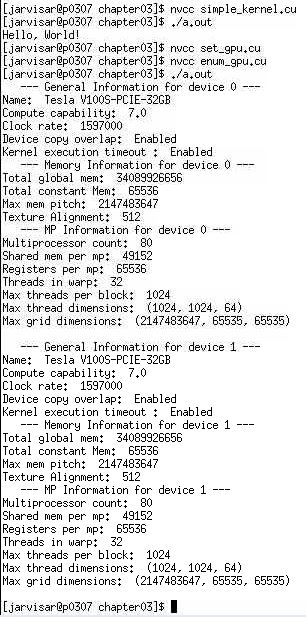 [jarvisar@p0307 chapter03]$ nvcc simple_kernel.cu
[jarvisar@p0307 chapter03]$ ./a.out
Hello, World!
[jarvisar@p0307 chapter03]$ nvcc set_gpu.cu
[jarvisar@p0307 chapter03]$ nvcc enum_gpu.cu
[jarvisar@p0307 chapter03]$ ./a.out
--- General Information for device 0 ---
Name: Tesla V100S-PCIE-32GB
Compute capability: 7.0
Clock rate: 1597000
Device copy overlap: Enabled
Kernel execution timeout : Enabled
--- Memory Information for device 0 ---
Total global mem: 34089926656
Total constant Mem: 65536
Max mem pitch: 2147483647
Texture Alignment: 512
--- MP Information for device 0 ---
Multiprocessor count: 80
Shared mem per mp: 49152
Registers per mp: 65536
Threads in warp: 32
Max threads per block: 1024
Max thread dimensions: (1024, 1024, 64)
Max grid dimensions: (2147483647, 65535, 65535)
--- General Information for device 1 ---
Name: Tesla V100S-PCIE-32GB
Compute capability: 7.0
Clock rate: 1597000
Device copy overlap: Enabled
Kernel execution timeout : Enabled
--- Memory Information for device 1 ---
Total global mem: 34089926656
Total constant Mem: 65536
Max mem pitch: 2147483647
Texture Alignment: 512
--- MP Information for device 1 ---
Multiprocessor count: 80
Shared mem per mp: 49152
Registers per mp: 65536
Threads in warp: 32
Max threads per block: 1024
Max thread dimensions: (1024, 1024, 64)
Max grid dimensions: (2147483647, 65535, 65535)
[jarvisar@p0307 chapter03]$